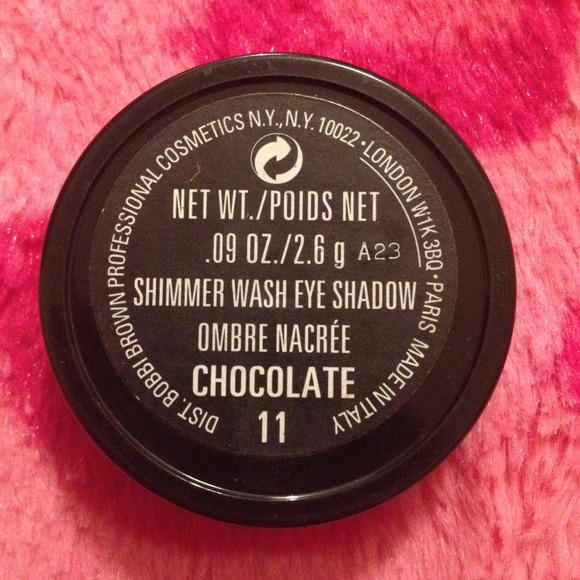 DIST. BOBBI BROWN PROFESSIONAL COSMETICS N.Y., N.Y. 10022 • LONDON W1K 3BQ • PARIS MADE IN ITALY
NET WT./POIDS NET
.09 OZ./2.6 g A23
SHIMMER WASH EYE SHADOW
OMBRE NACRÉE
CHOCOLATE
11